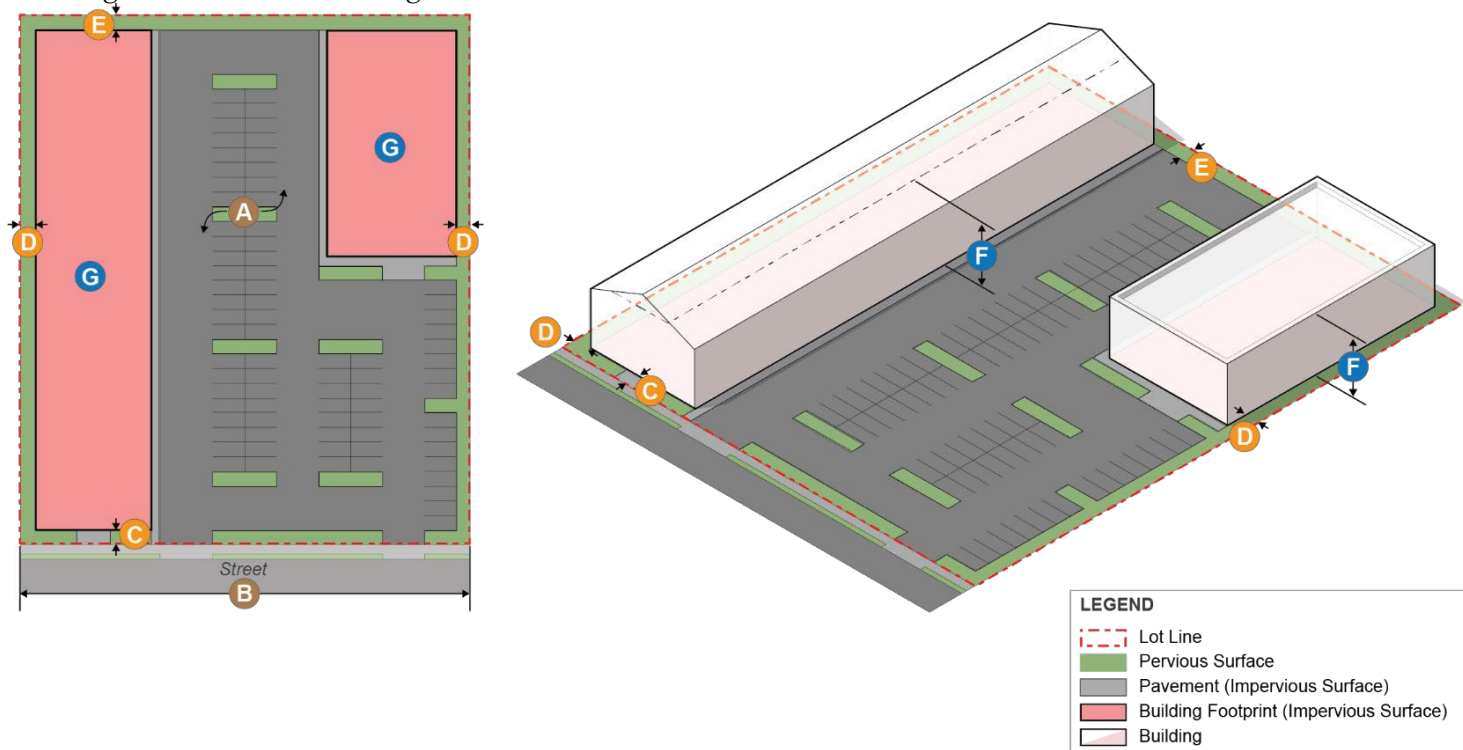 E
G
A
D
D
G
C
Street
B
E
F
D
C
F
D
LEGEND
Lot Line
Pervious Surface
Pavement (Impervious Surface)
Building Footprint (Impervious Surface)
Building